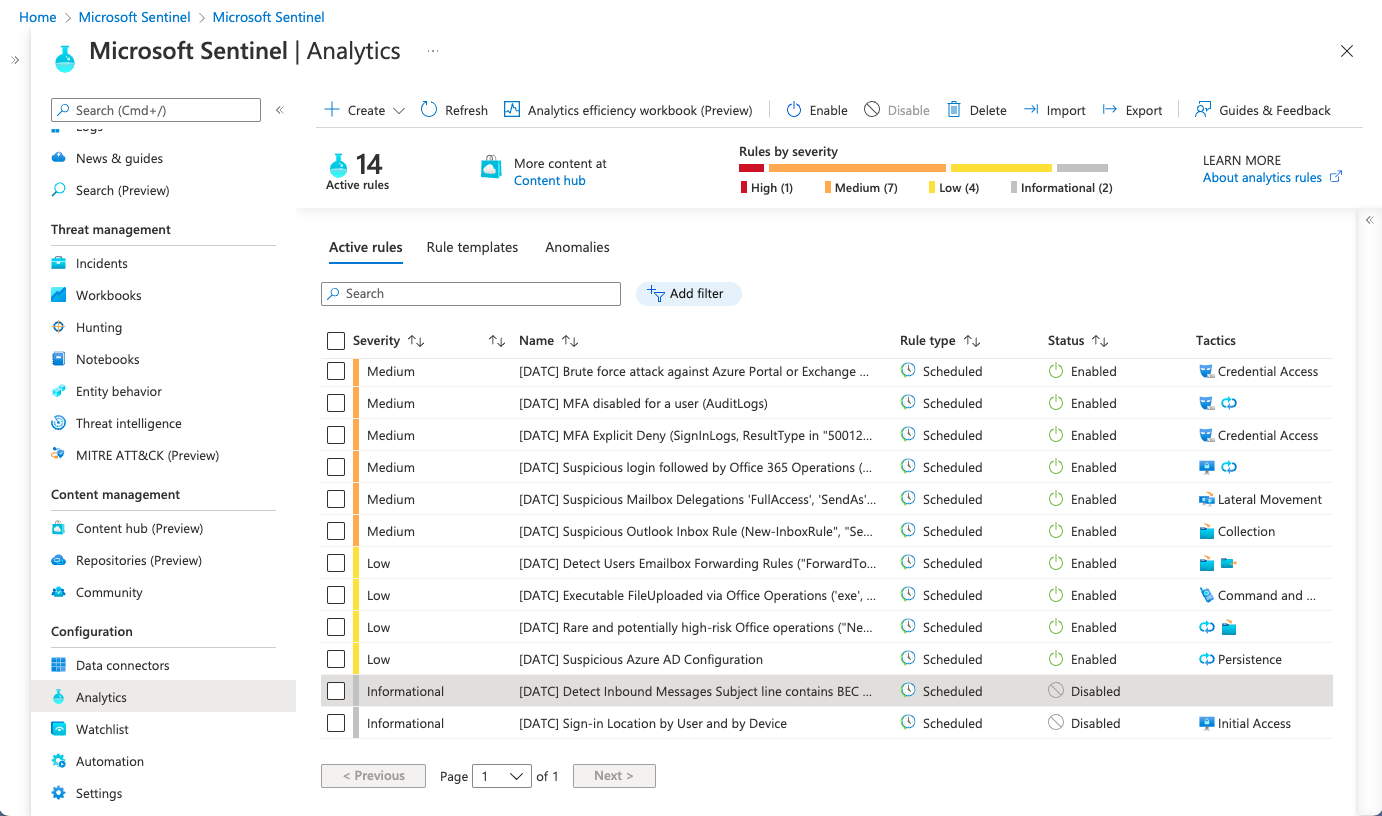 Home > Microsoft Sentinel > Microsoft Sentinel
Microsoft Sentinel | Analytics ...
Search (Cmd+/)
Logs
News & guides
Search (Preview)
Threat management
Incidents
Workbooks
Hunting
Notebooks
Entity behavior
Threat intelligence
MITRE ATT&CK (Preview)
Content management
Content hub (Preview)
Repositories (Preview)
Community
Configuration
Data connectors
Analytics
Watchlist
Automation
Settings
Create Refresh Analytics efficiency workbook (Preview) Enable Disable Delete Import Export Guides & Feedback
14
Active rules
More content at
Content hub
Rules by severity
High (1) Medium (7) Low (4) Informational (2)
LEARN MORE
About analytics rules
Active rules Rule templates Anomalies
Search Add filter
Severity Name Rule type Status Tactics
Medium [DATC] Brute force attack against Azure Portal or Exchange ... Scheduled Enabled Credential Access
Medium [DATC] MFA disabled for a user (AuditLogs) Scheduled Enabled
Medium [DATC] MFA Explicit Deny (SignInLogs, ResultType in "50012... Scheduled Enabled Credential Access
Medium [DATC] Suspicious login followed by Office 365 Operations (... Scheduled Enabled
Medium [DATC] Suspicious Mailbox Delegations 'FullAccess', 'SendAs'... Scheduled Enabled Lateral Movement
Medium [DATC] Suspicious Outlook Inbox Rule (New-InboxRule", "Se... Scheduled Enabled Collection
Low [DATC] Detect Users Emailbox Forwarding Rules ("ForwardTo... Scheduled Enabled
Low [DATC] Executable FileUploaded via Office Operations ('exe', ... Scheduled Enabled Command and ...
Low [DATC] Rare and potentially high-risk Office operations ("Ne... Scheduled Enabled
Low [DATC] Suspicious Azure AD Configuration Scheduled Enabled Persistence
Informational [DATC] Detect Inbound Messages Subject line contains BEC ... Scheduled Disabled
Informational [DATC] Sign-in Location by User and by Device Scheduled Disabled Initial Access
< Previous Page 1 of 1 Next >